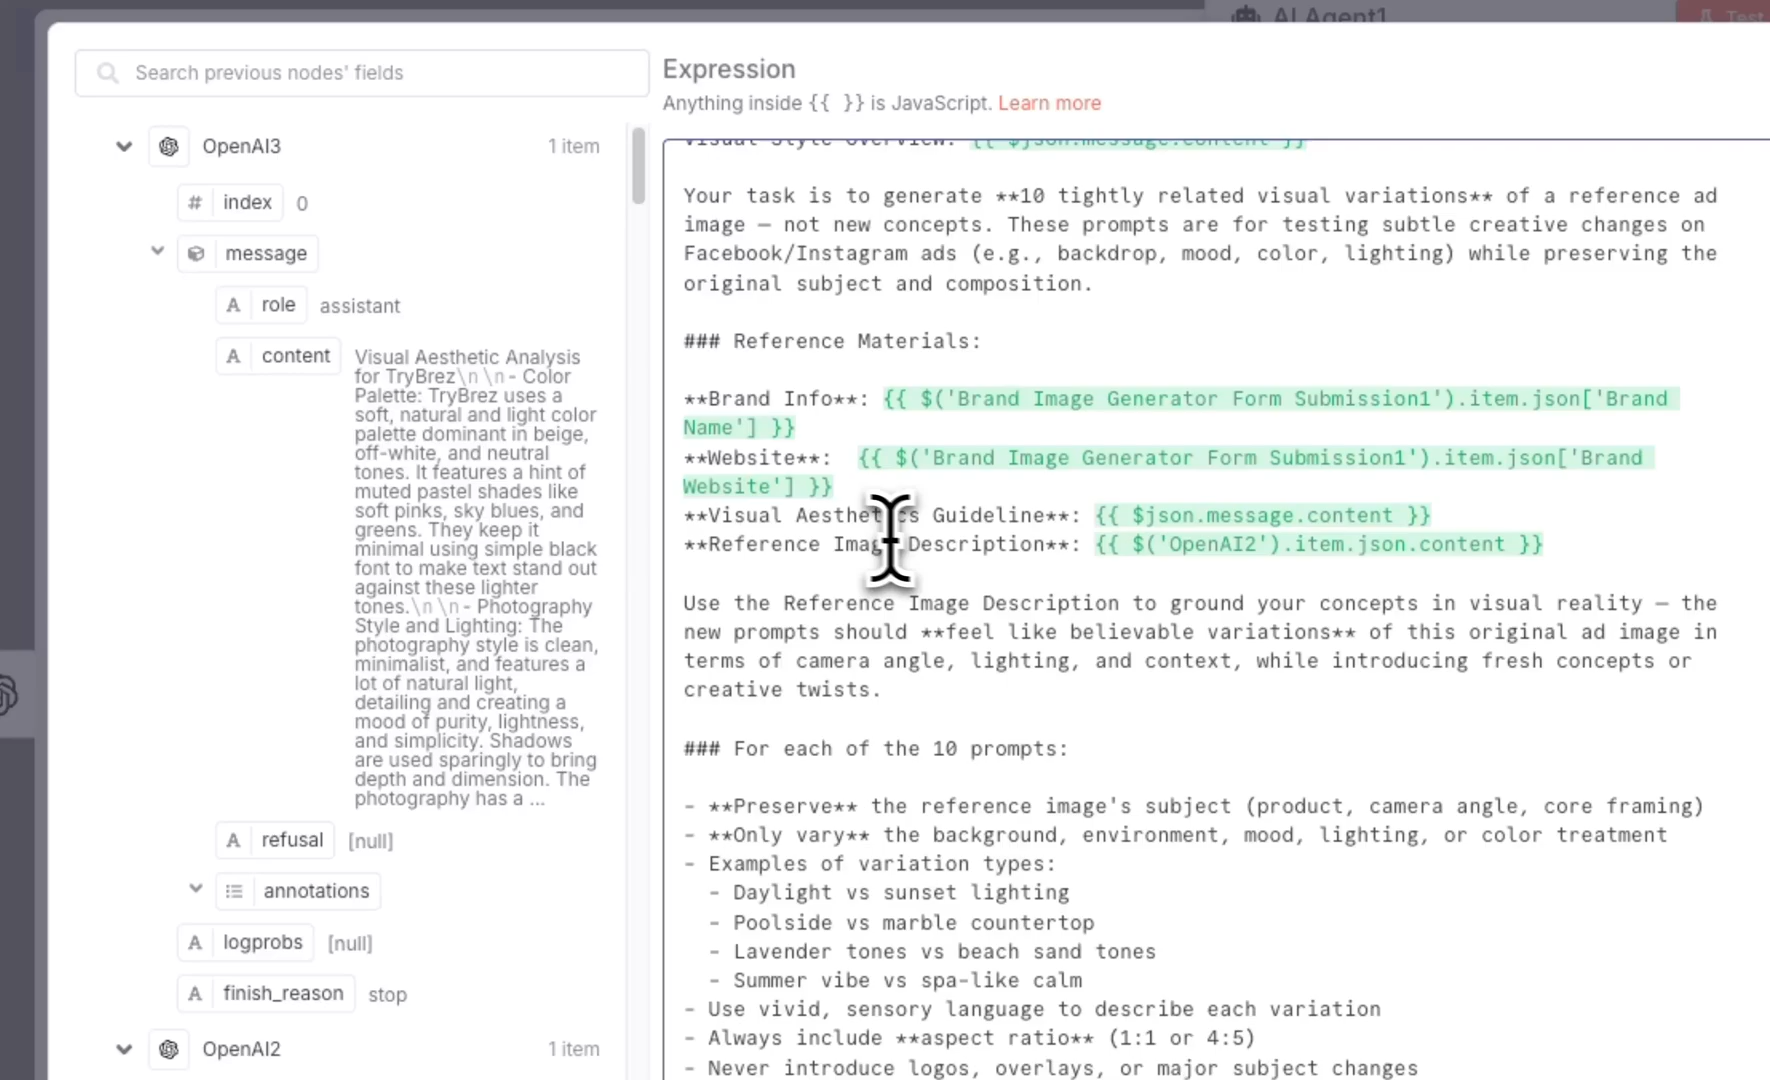 AI Agent1
Test
Search previous nodes' fields
OpenAI3 1 item
# index 0
message
A role assistant
A content Visual Aesthetic Analysis
for TryBrez\n\n- Color
Palette: TryBrez uses a
soft, natural and light color
palette dominant in beige,
off-white, and neutral
tones. It features a hint of
muted pastel shades like
soft pinks, sky blues, and
greens. They keep it
minimal using simple black
font to make text stand out
against these lighter
tones.\n\n- Photography
Style and Lighting: The
photography style is clean,
minimalist, and features a
lot of natural light,
detailing and creating a
mood of purity, lightness,
and simplicity. Shadows
are used sparingly to bring
depth and dimension. The
photography has a ...
A refusal [null]
annotations
A logprobs [null]
A finish_reason stop
OpenAI2 1 item
Expression
Anything inside {{ }} is JavaScript. Learn more
Visual Style Overview: {{ $json.message.content }}
Your task is to generate **10 tightly related visual variations** of a reference ad
image — not new concepts. These prompts are for testing subtle creative changes on
Facebook/Instagram ads (e.g., backdrop, mood, color, lighting) while preserving the
original subject and composition.
### Reference Materials:
**Brand Info**: {{ $('Brand Image Generator Form Submission1').item.json['Brand
Name'] }}
**Website**:  {{ $('Brand Image Generator Form Submission1').item.json['Brand
Website'] }}
**Visual Aesthetics Guideline**: {{ $json.message.content }}
**Reference Image Description**: {{ $('OpenAI2').item.json.content }}
Use the Reference Image Description to ground your concepts in visual reality — the
new prompts should **feel like believable variations** of this original ad image in
terms of camera angle, lighting, and context, while introducing fresh concepts or
creative twists.
### For each of the 10 prompts:
- **Preserve** the reference image's subject (product, camera angle, core framing)
- **Only vary** the background, environment, mood, lighting, or color treatment
- Examples of variation types:
  - Daylight vs sunset lighting
  - Poolside vs marble countertop
  - Lavender tones vs beach sand tones
  - Summer vibe vs spa-like calm
- Use vivid, sensory language to describe each variation
- Always include **aspect ratio** (1:1 or 4:5)
- Never introduce logos, overlays, or major subject changes